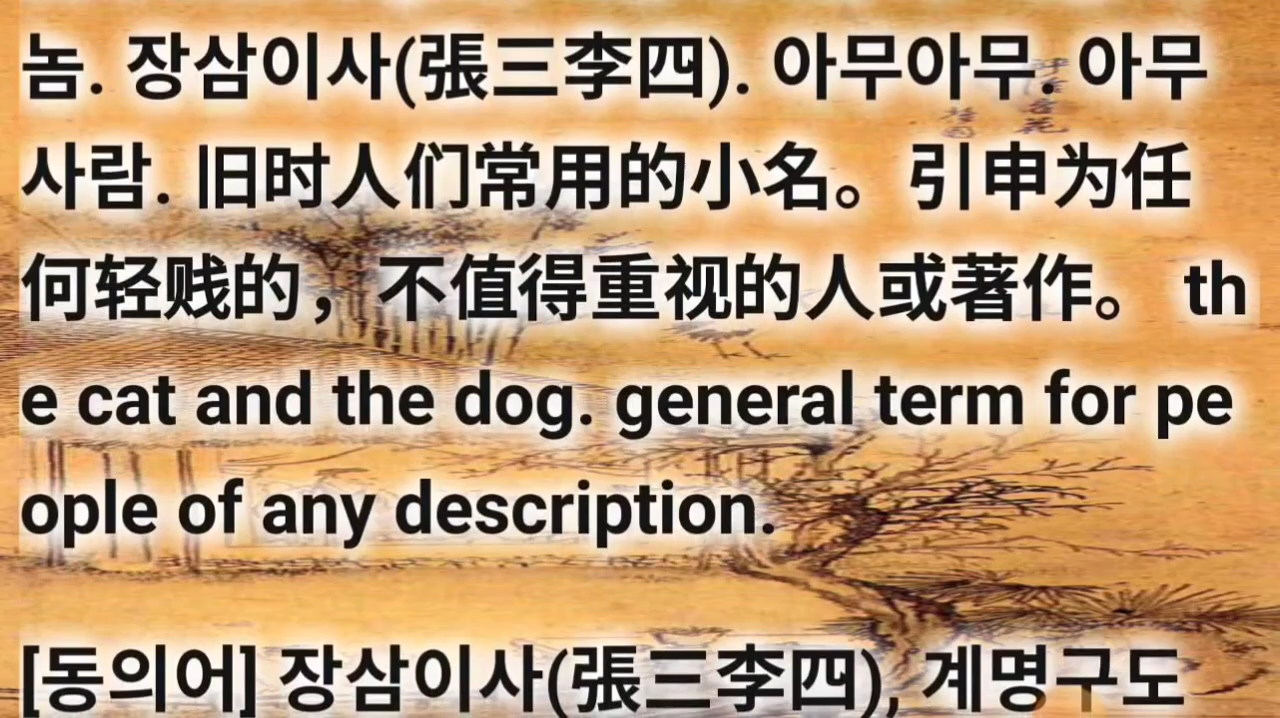 놈. 장삼이사(張三李四). 아무아무. 아무
사람. 旧时人们常用的小名。引申为任
何轻贱的，不值得重视的人或著作。 th
e cat and the dog. general term for pe
ople of any description.
[동의어] 장삼이사(張三李四), 계명구도